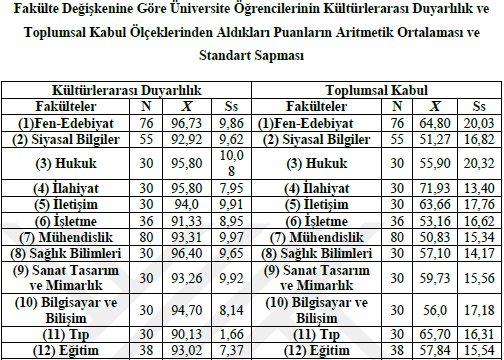 Fakülte Değişkenine Göre Üniversite Öğrencilerinin Kültürlerarası Duyarlılık ve
Toplumsal Kabul Ölçeklerinden Aldıkları Puanların Aritmetik Ortalaması ve
Standart Sapması
Kültürlerarası Duyarlılık Toplumsal Kabul
Fakülteler N X̄ Ss Fakülteler N X̄ Ss
(1)Fen-Edebiyat 76 96,73 9,86 (1)Fen-Edebiyat 76 64,80 20,03
(2) Siyasal Bilgiler 55 92,92 9,62 (2) Siyasal Bilgiler 55 51,27 16,82
(3) Hukuk 30 95,80 10,0
8 (3) Hukuk 30 55,90 20,32
(4) İlahiyat 30 95,80 7,95 (4) İlahiyat 30 71,93 13,40
(5) İletişim 30 94,0 9,91 (5) İletişim 30 63,66 17,76
(6) İşletme 36 91,33 8,95 (6) İşletme 36 53,16 16,62
(7) Mühendislik 80 93,31 9,97 (7) Mühendislik 80 50,83 15,34
(8) Sağlık Bilimleri 30 96,40 9,65 (8) Sağlık Bilimleri 30 57,10 14,17
(9) Sanat Tasarım
ve Mimarlık 30 93,26 9,92 (9) Sanat Tasarım
ve Mimarlık 30 59,73 15,56
(10) Bilgisayar ve
Bilişim 30 94,70 8,14 (10) Bilgisayar ve
Bilişim 30 56,0 17,18
(11) Tıp 30 90,13 1,66 (11) Tıp 30 65,70 16,31
(12) Eğitim 38 93,02 7,37 (12) Eğitim 38 57,84 15,54